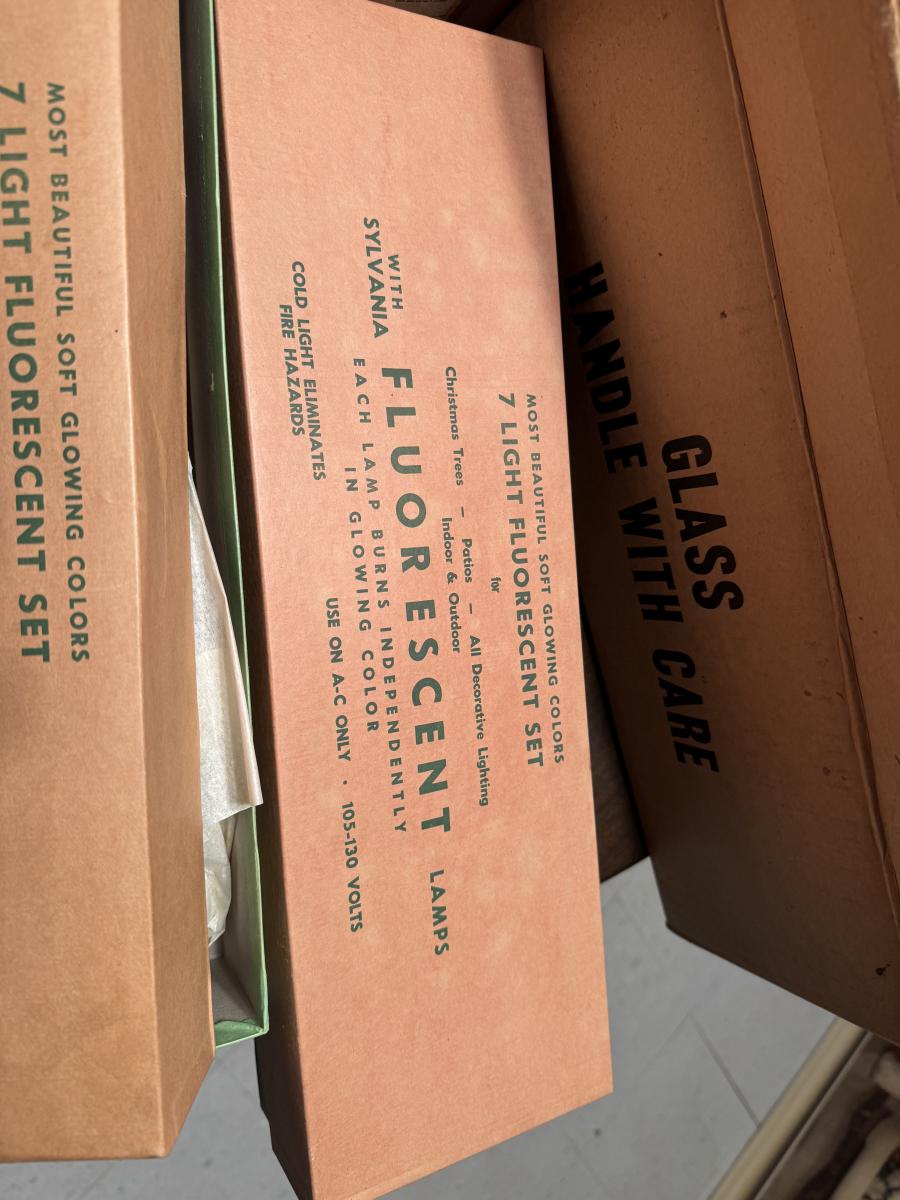 GLASS
HANDLE WITH CARE
MOST BEAUTIFUL SOFT GLOWING COLORS
7 LIGHT FLUORESCENT SET
for
Christmas Trees — Patios — All Decorative Lighting
Indoor & Outdoor
WITH
SYLVANIA FLUORESCENT LAMPS
EACH LAMP BURNS INDEPENDENTLY
IN GLOWING COLOR
COLD LIGHT ELIMINATES
FIRE HAZARDS
USE ON A-C ONLY • 105-130 VOLTS
MOST BEAUTIFUL SOFT GLOWING COLORS
7 LIGHT FLUORESCENT SET